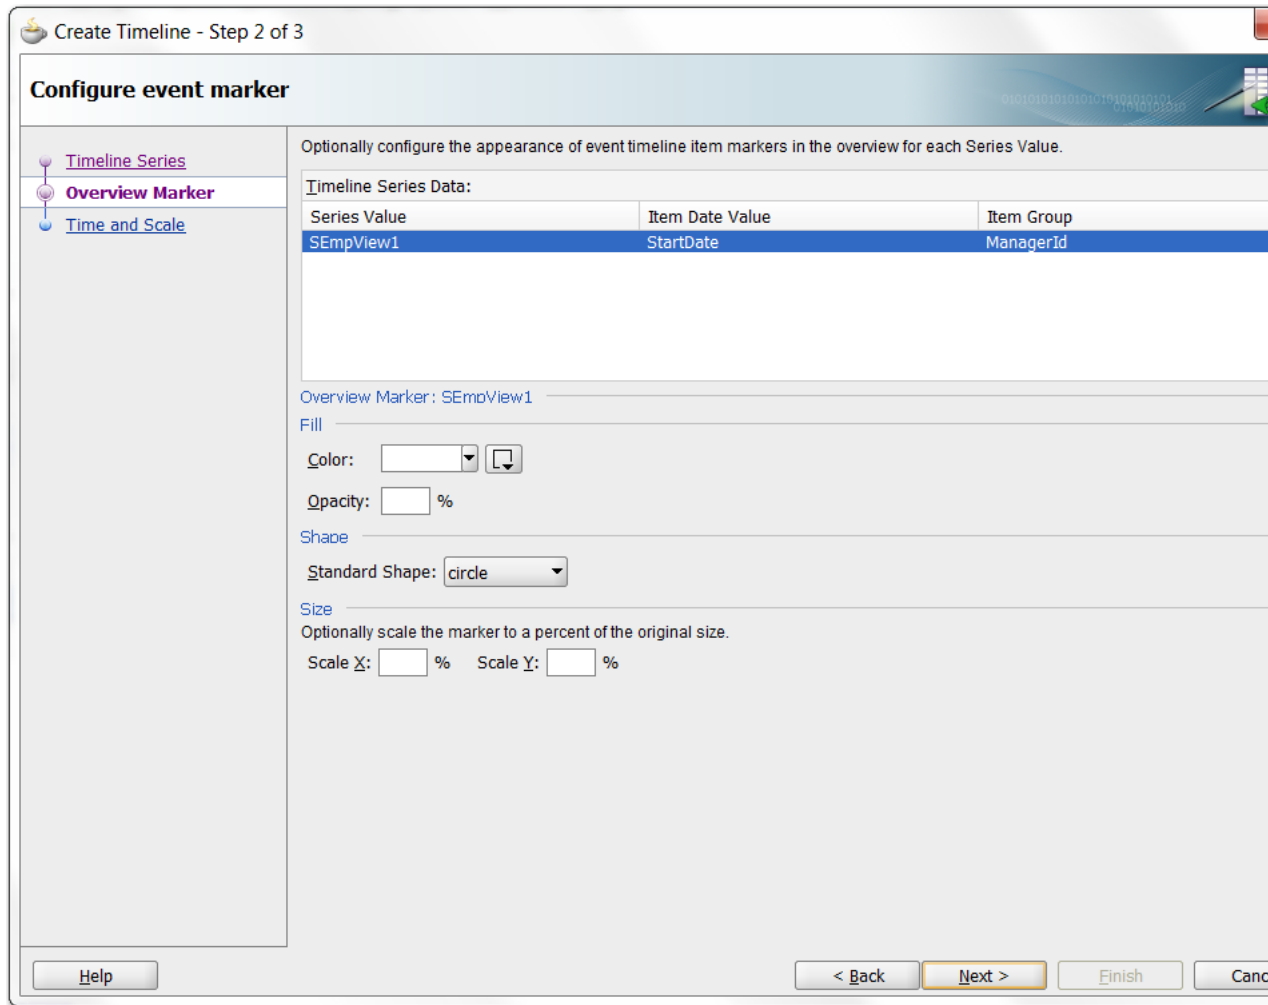 Create Timeline - Step 2 of 3
Configure event marker
Timeline Series
Overview Marker
Time and Scale
Optionally configure the appearance of event timeline item markers in the overview for each Series Value.
Timeline Series Data:
Series Value Item Date Value Item Group
SEmpView1 StartDate ManagerId
Overview Marker: SEmpView1
Fill
Color:
Opacity: %
Shape
Standard Shape: circle
Size
Optionally scale the marker to a percent of the original size.
Scale X: % Scale Y: %
Help < Back Next > Finish Canc